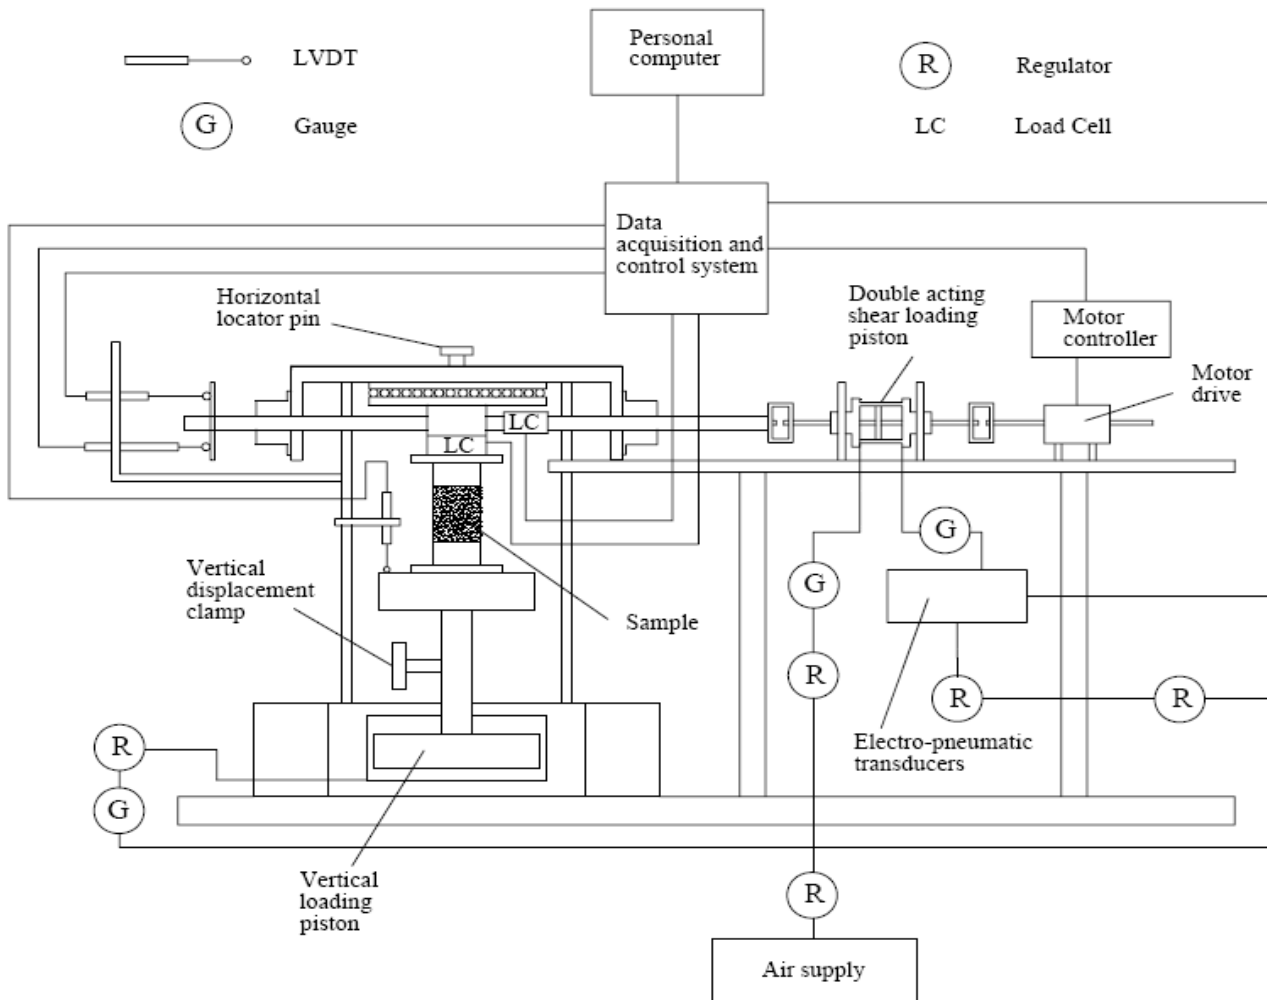 LVDT
G
Gauge
Personal
computer
R
Regulator
LC
Load Cell
Data
acquisition and
control system
Horizontal
locator pin
Double acting
shear loading
piston
Motor
controller
Motor
drive
LC
LC
G
G
Vertical
displacement
clamp
Sample
R
R
R
R
G
Electro-pneumatic
transducers
Vertical
loading
piston
R
Air supply